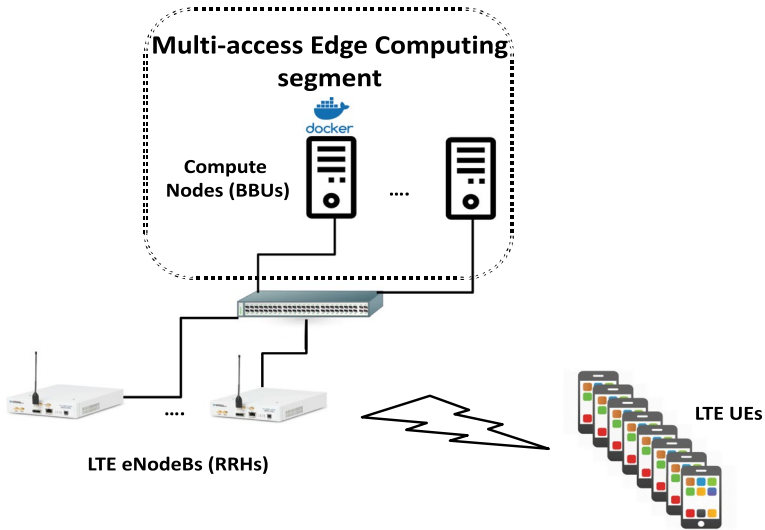 Multi-access Edge Computing
segment
docker
Compute
Nodes (BBUs)
....
....
LTE eNodeBs (RRHs)
LTE UEs